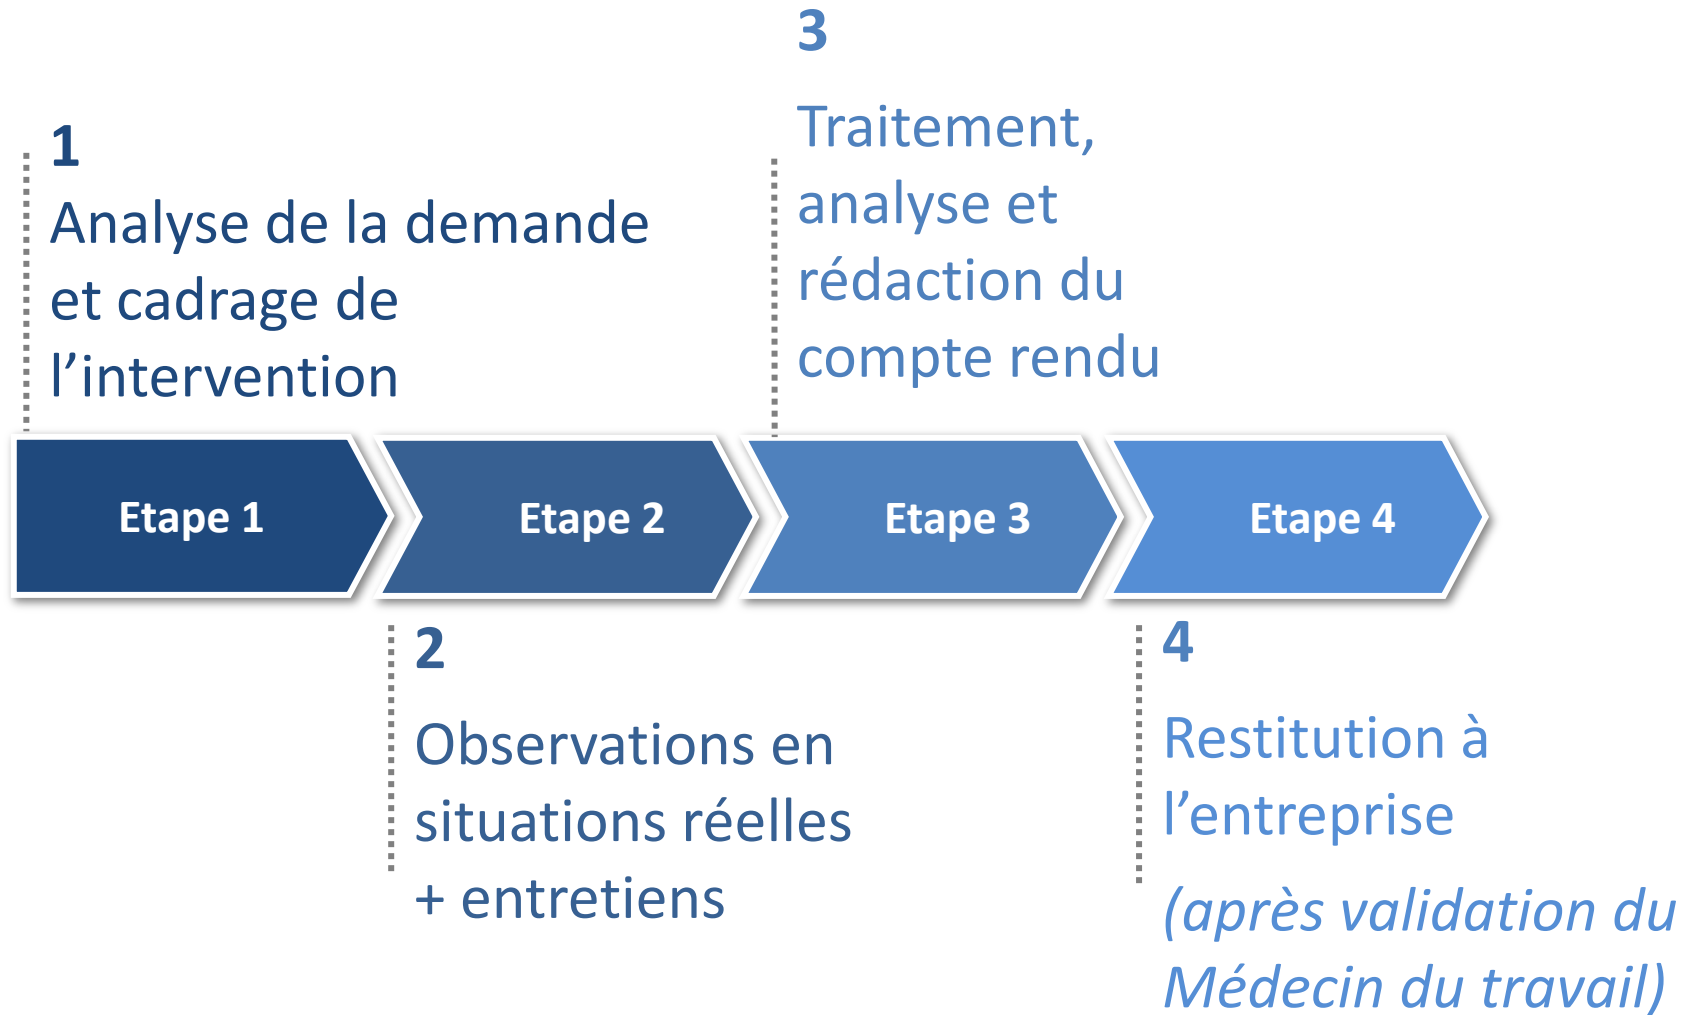 1
Analyse de la demande
et cadrage de
l’intervention
3
Traitement,
analyse et
rédaction du
compte rendu
Etape 1
Etape 2
Etape 3
Etape 4
2
Observations en
situations réelles
+ entretiens
4
Restitution à
l’entreprise
(après validation du
Médecin du travail)